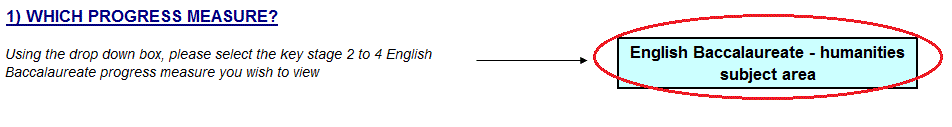 1) WHICH PROGRESS MEASURE?
Using the drop down box, please select the key stage 2 to 4 English
Baccalaureate progress measure you wish to view
English Baccalaureate - humanities
subject area